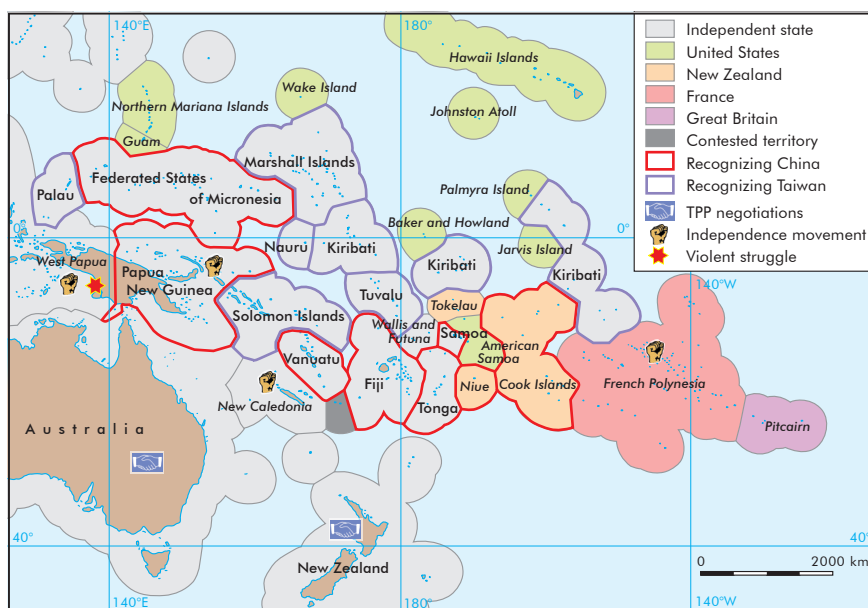 140°E
180°
Independent state
United States
New Zealand
France
Great Britain
Contested territory
Recognizing China
Recognizing Taiwan
TPP negotiations
Independence movement
Violent struggle
Hawaii Islands
Wake Island
Northern Mariana Islands
Johnston Atoll
Guam
Marshall Islands
Federated States
of Micronesia
Palau
Palmyra Island
Baker and Howland
0°
0°
Nauru
Kiribati
Jarvis Island
Kiribati
Kiribati
West Papua
Papua
New Guinea
140°W
Tuvalu
Tokelau
Solomon Islands
Wallis and
Futuna
Samoa
American
Samoa
Vanuatu
Fiji
Niue
Cook Islands
French Polynesia
New Caledonia
Tonga
Australia
Pitcairn
40°
40°
New Zealand
0
2000 km
140°E
180°
140°W